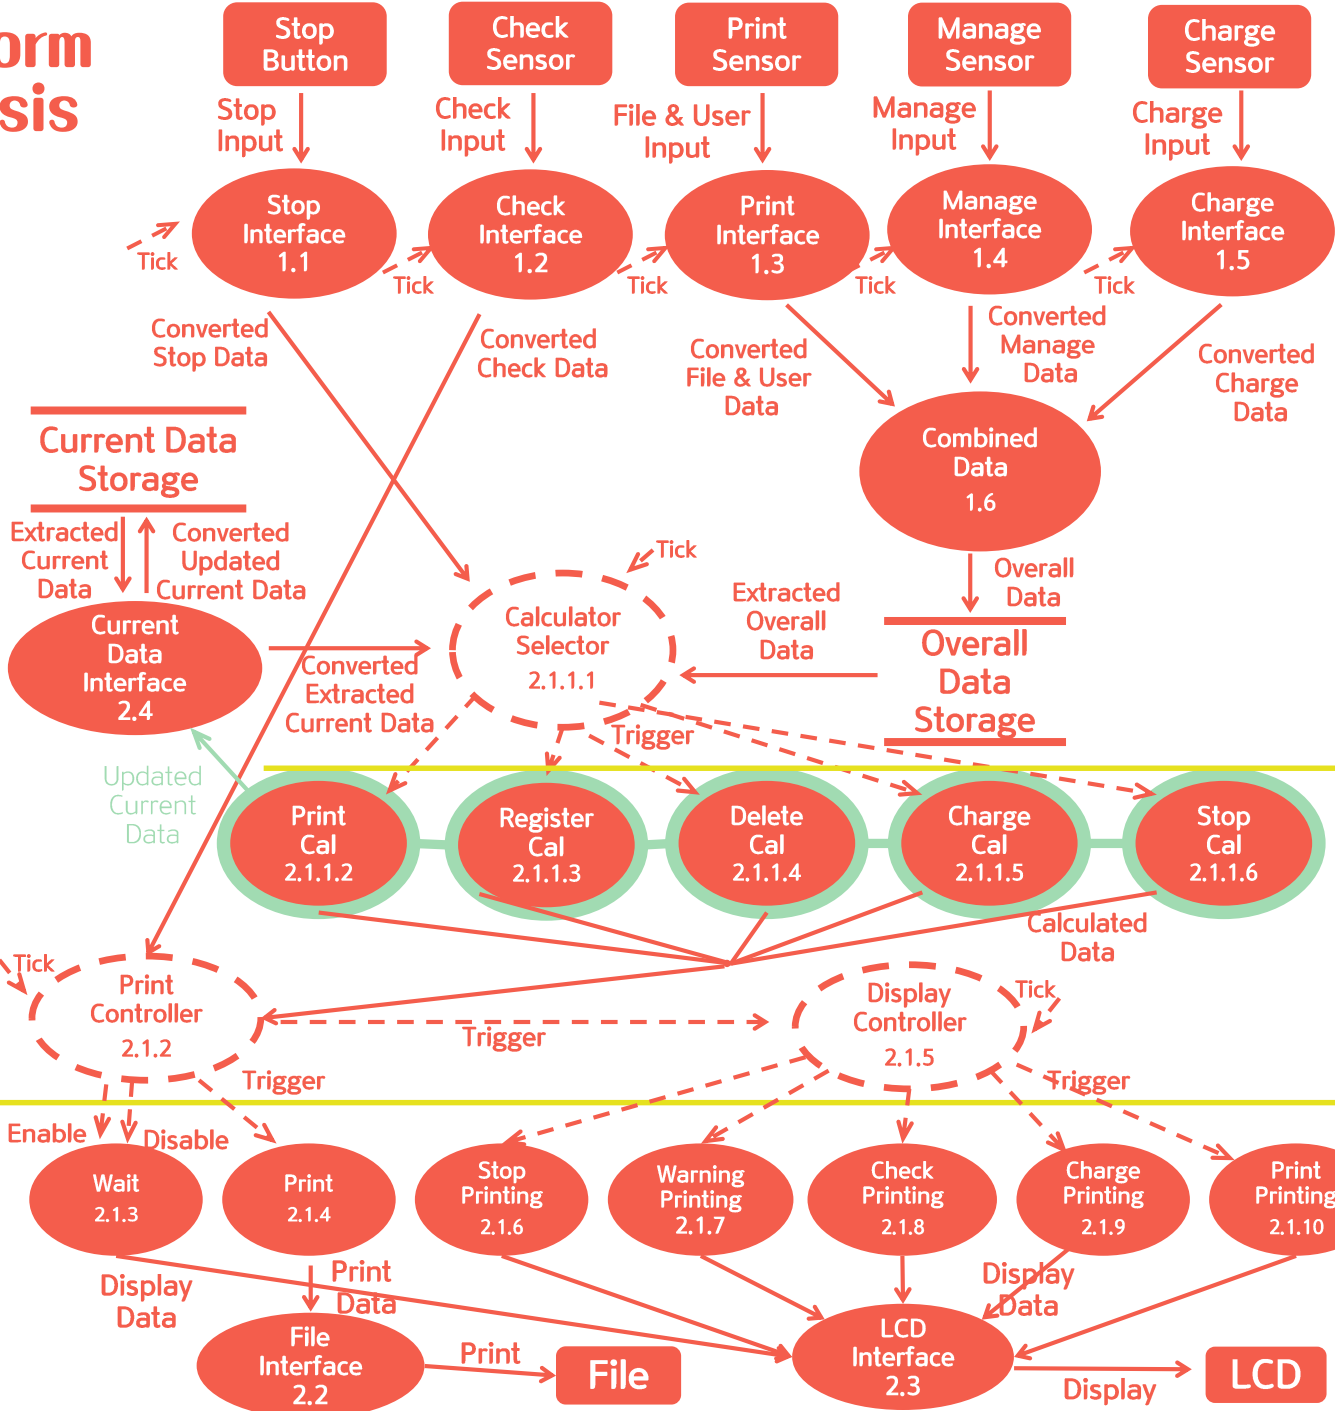 orm
sis
Stop
Button
Check
Sensor
Print
Sensor
Manage
Sensor
Charge
Sensor
Stop
Input
Check
Input
File & User
Input
Manage
Input
Charge
Input
Stop
Interface
1.1
Check
Interface
1.2
Print
Interface
1.3
Manage
Interface
1.4
Charge
Interface
1.5
Tick
Tick
Tick
Tick
Tick
Converted
Stop Data
Converted
Check Data
Converted
File & User
Data
Converted
Manage
Data
Converted
Charge
Data
Current Data
Storage
Combined
Data
1.6
Extracted
Current
Data
Converted
Updated
Current Data
Tick
Overall
Data
Current
Data
Interface
2.4
Converted
Extracted
Current Data
Calculator
Selector
2.1.1.1
Extracted
Overall
Data
Overall
Data
Storage
Trigger
Updated
Current
Data
Print
Cal
2.1.1.2
Register
Cal
2.1.1.3
Delete
Cal
2.1.1.4
Charge
Cal
2.1.1.5
Stop
Cal
2.1.1.6
Calculated
Data
Tick
Print
Controller
2.1.2
Trigger
Display
Controller
2.1.5
Tick
Trigger
Trigger
Enable
Disable
Wait
2.1.3
Print
2.1.4
Stop
Printing
2.1.6
Warning
Printing
2.1.7
Check
Printing
2.1.8
Charge
Printing
2.1.9
Print
Printing
2.1.10
Display
Data
Print
Data
Display
Data
File
Interface
2.2
Print
File
LCD
Interface
2.3
Display
LCD